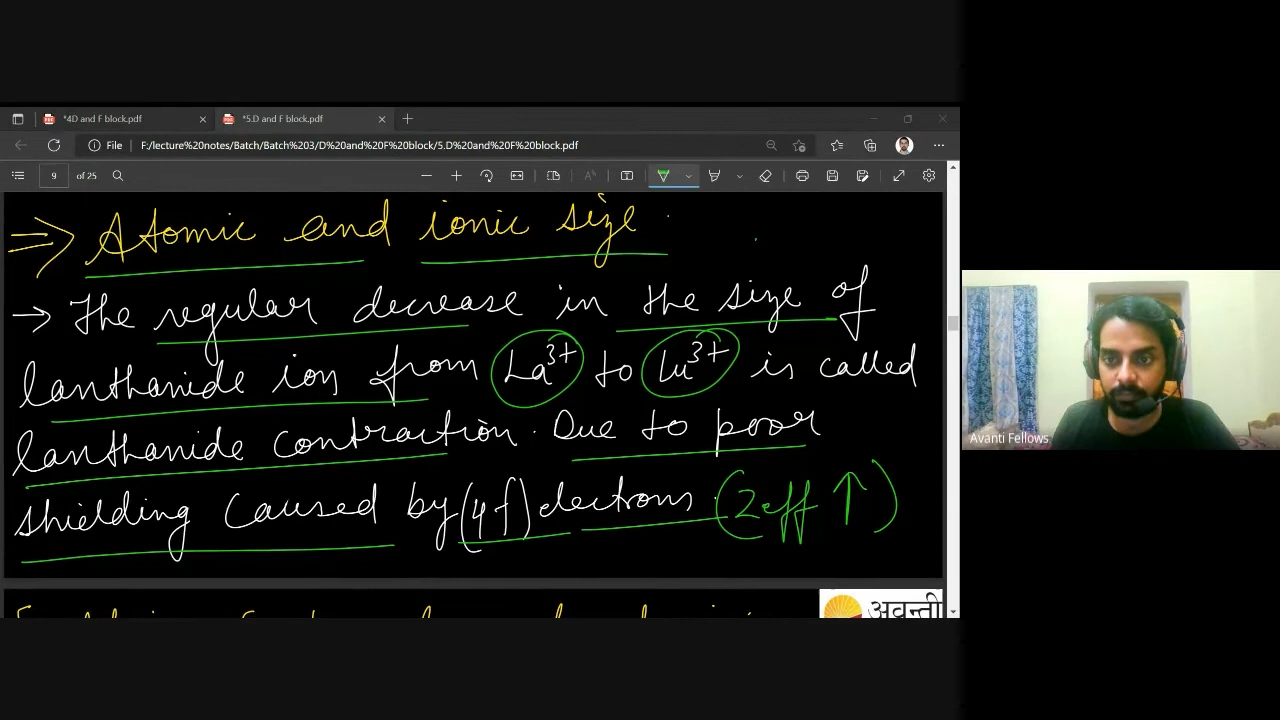 *4D and F block.pdf
*5.D and F block.pdf
File F:/lecture%20notes/Batch/Batch%203/D%20and%20F%20block/5.D%20and%20F%20block.pdf
9 of 25
⇒ Atomic and ionic size
→ The regular decrease in the size of
lanthanide ion from La³⁺ to Lu³⁺ is called
lanthanide contraction. Due to poor
shielding caused by (4f) electrons (Zeff ↑)
अवन्ती
Avanti Fellows